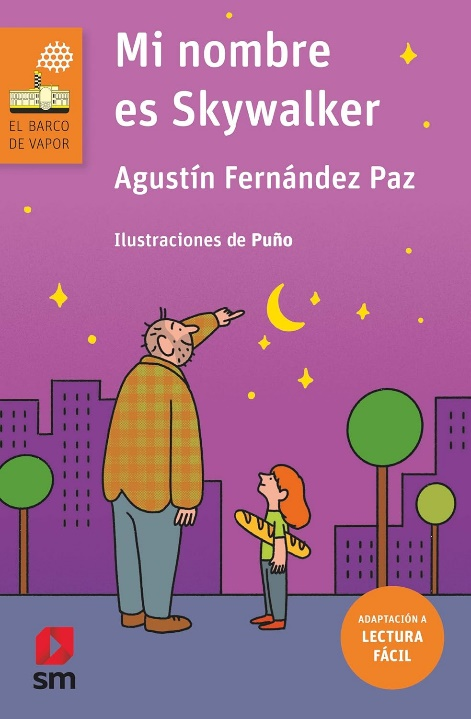 Mi nombre
es Skywalker
EL BARCO
DE VAPOR
Agustín Fernández Paz
Ilustraciones de Puño
ADAPTACIÓN A
LECTURA
FÁCIL
sm